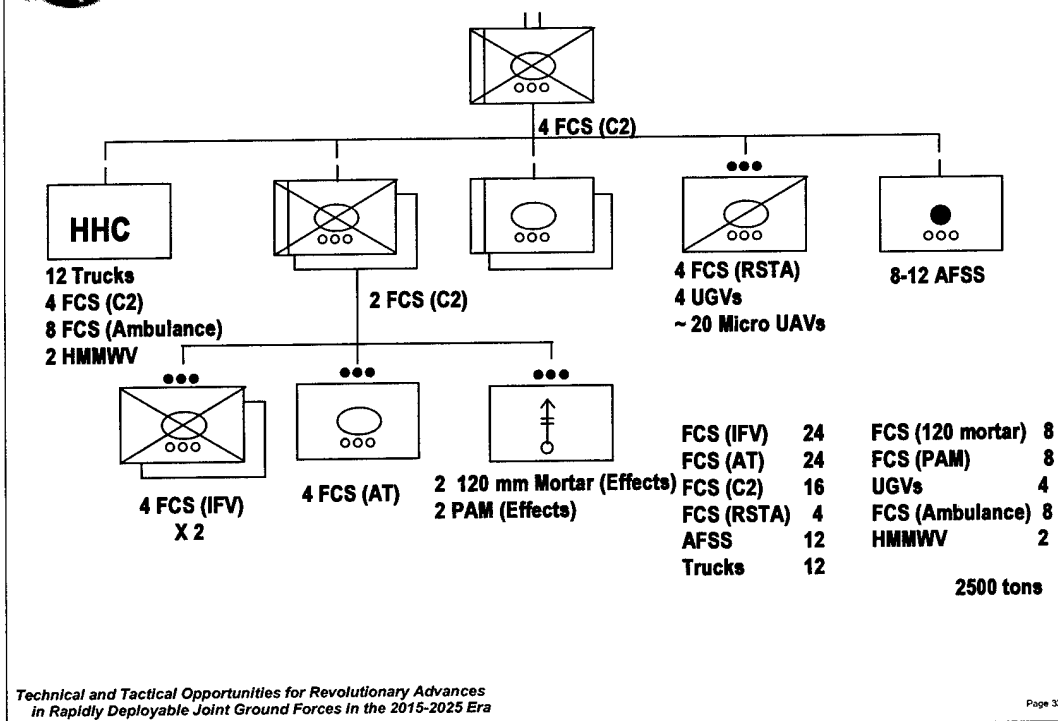 4 FCS (C2)
HHC
12 Trucks
4 FCS (C2)
8 FCS (Ambulance)
2 HMMWV
2 FCS (C2)
4 FCS (RSTA)
4 UGVs
~ 20 Micro UAVs
8-12 AFSS
4 FCS (IFV)
X 2
4 FCS (AT)
2 120 mm Mortar (Effects)
2 PAM (Effects)
FCS (IFV) 24
FCS (AT) 24
FCS (C2) 16
FCS (RSTA) 4
AFSS 12
Trucks 12
FCS (120 mortar) 8
FCS (PAM) 8
UGVs 4
FCS (Ambulance) 8
HMMWV 2
2500 tons
Technical and Tactical Opportunities for Revolutionary Advances
in Rapidly Deployable Joint Ground Forces in the 2015-2025 Era
Page 3